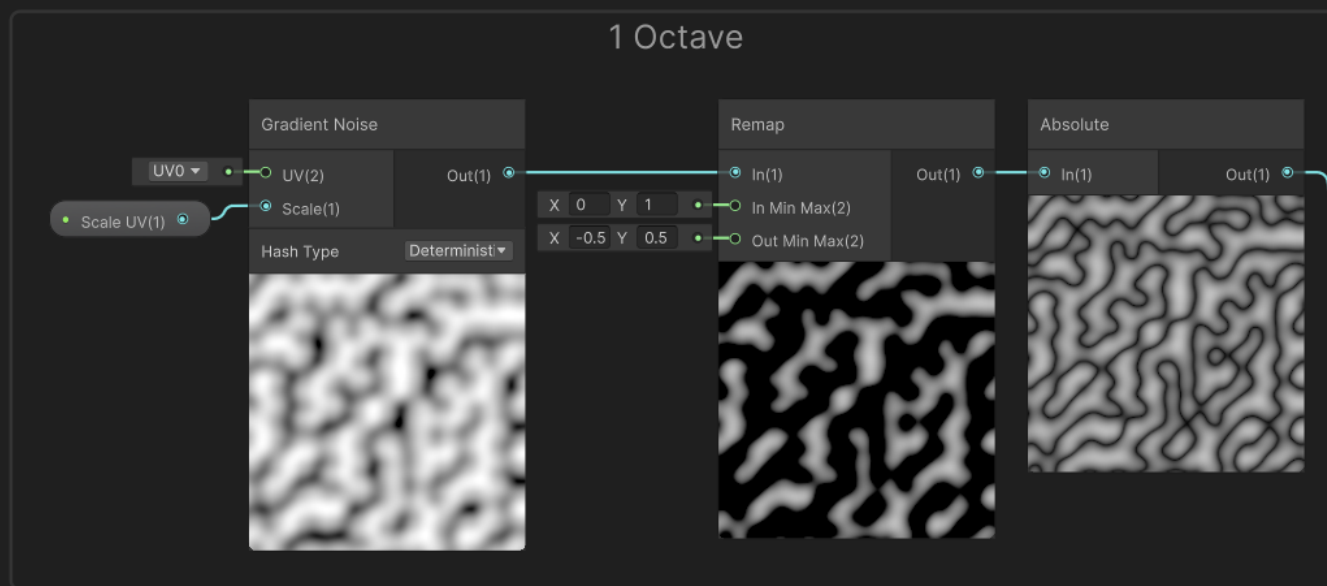 1 Octave
Gradient Noise
UV0
UV(2)
Out(1)
Scale UV(1)
Scale(1)
Hash Type
Determinist
Remap
In(1)
Out(1)
X 0 Y 1
In Min Max(2)
X -0.5 Y 0.5
Out Min Max(2)
Absolute
In(1)
Out(1)